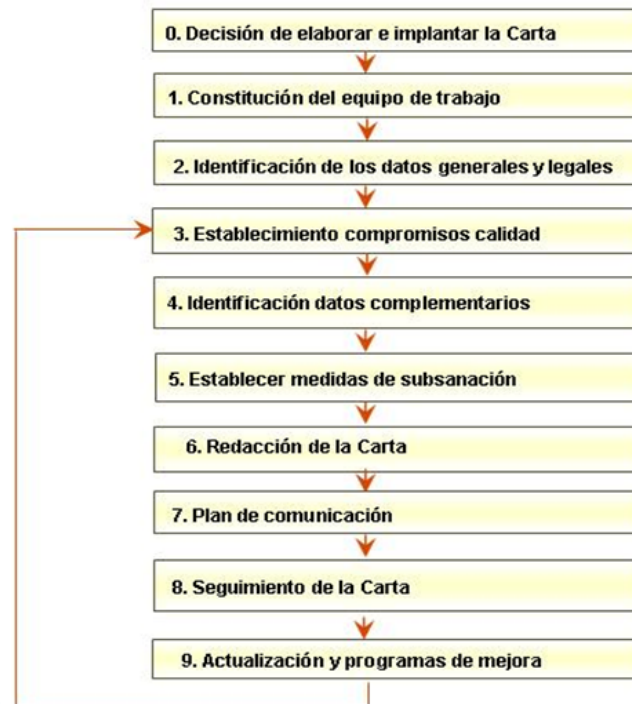 0. Decisión de elaborar e implantar la Carta
1. Constitución del equipo de trabajo
2. Identificación de los datos generales y legales
3. Establecimiento compromisos calidad
4. Identificación datos complementarios
5. Establecer medidas de subsanación
6. Redacción de la Carta
7. Plan de comunicación
8. Seguimiento de la Carta
9. Actualización y programas de mejora